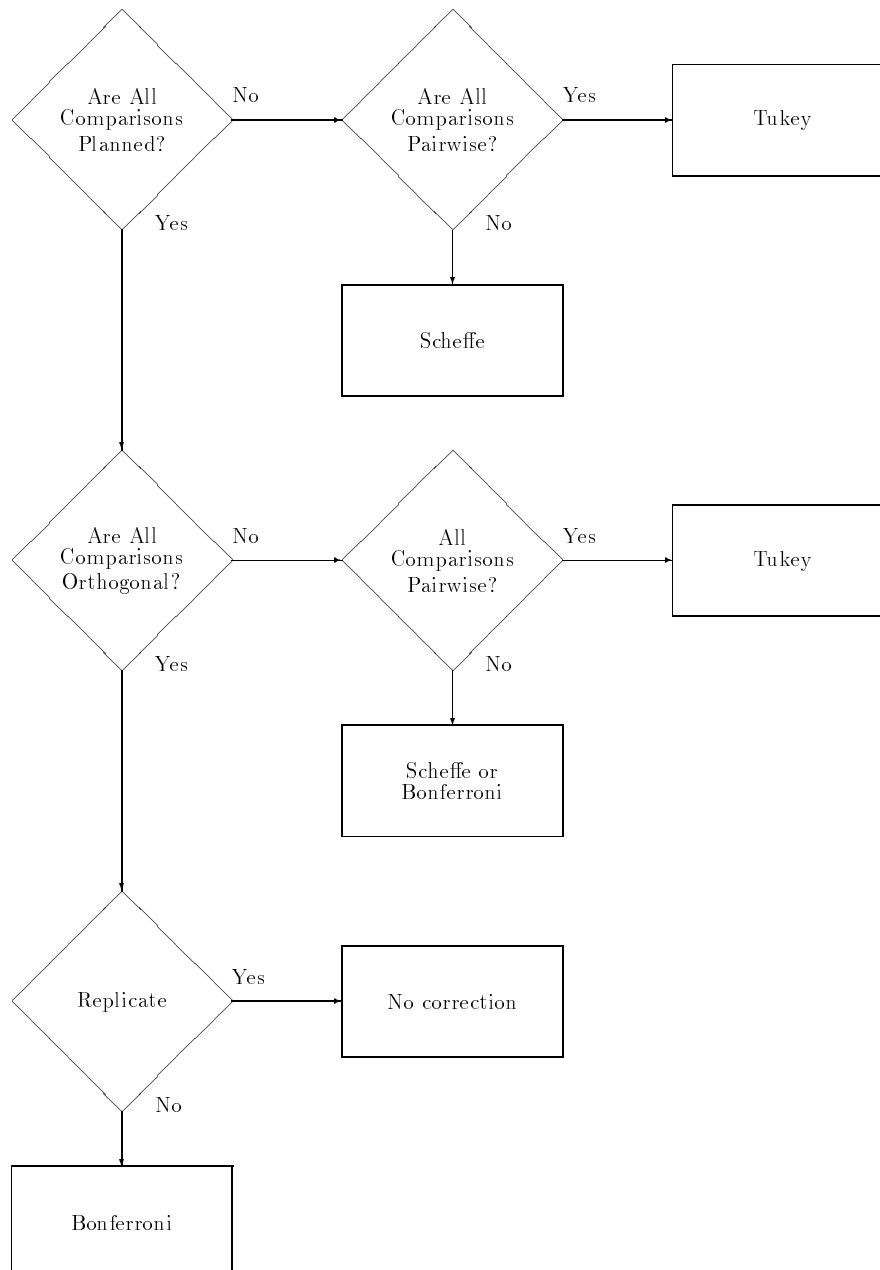 Are All
Comparisons
Planned?
No
Are All
Comparisons
Pairwise?
Yes
Tukey
Yes
No
Scheffe
Are All
Comparisons
Orthogonal?
No
All
Comparisons
Pairwise?
Yes
Tukey
Yes
No
Scheffe or
Bonferroni
Replicate
Yes
No correction
No
Bonferroni